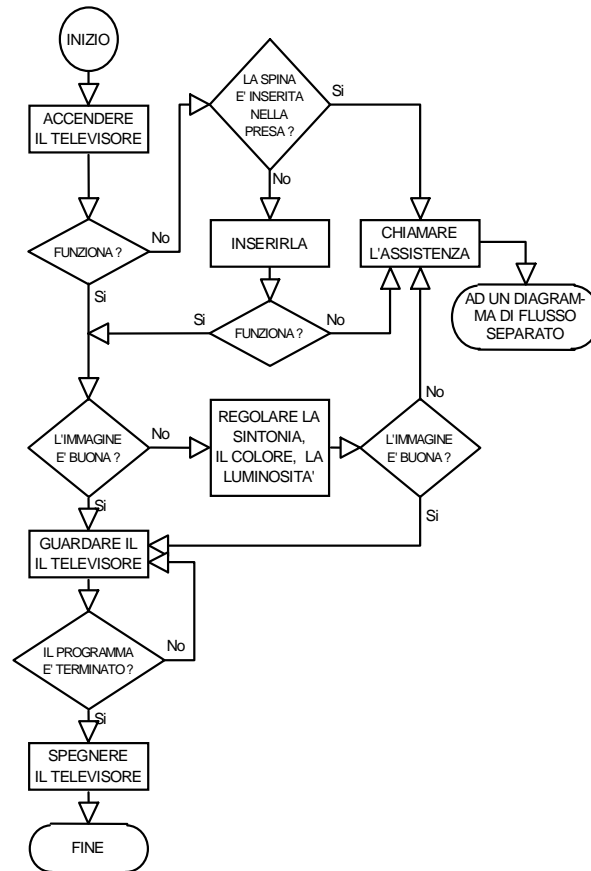 INIZIO
ACCENDERE
IL TELEVISORE
FUNZIONA ?
No
Si
LA SPINA
E' INSERITA
NELLA
PRESA ?
Si
No
INSERIRLA
FUNZIONA ?
Si
No
CHIAMARE
L'ASSISTENZA
AD UN DIAGRAM-
MA DI FLUSSO
SEPARATO
L'IMMAGINE
E' BUONA ?
No
Si
REGOLARE LA
SINTONIA,
IL COLORE, LA
LUMINOSITA'
L'IMMAGINE
E' BUONA ?
No
Si
GUARDARE IL
IL TELEVISORE
IL PROGRAMMA
E' TERMINATO ?
No
Si
SPEGNERE
IL TELEVISORE
FINE